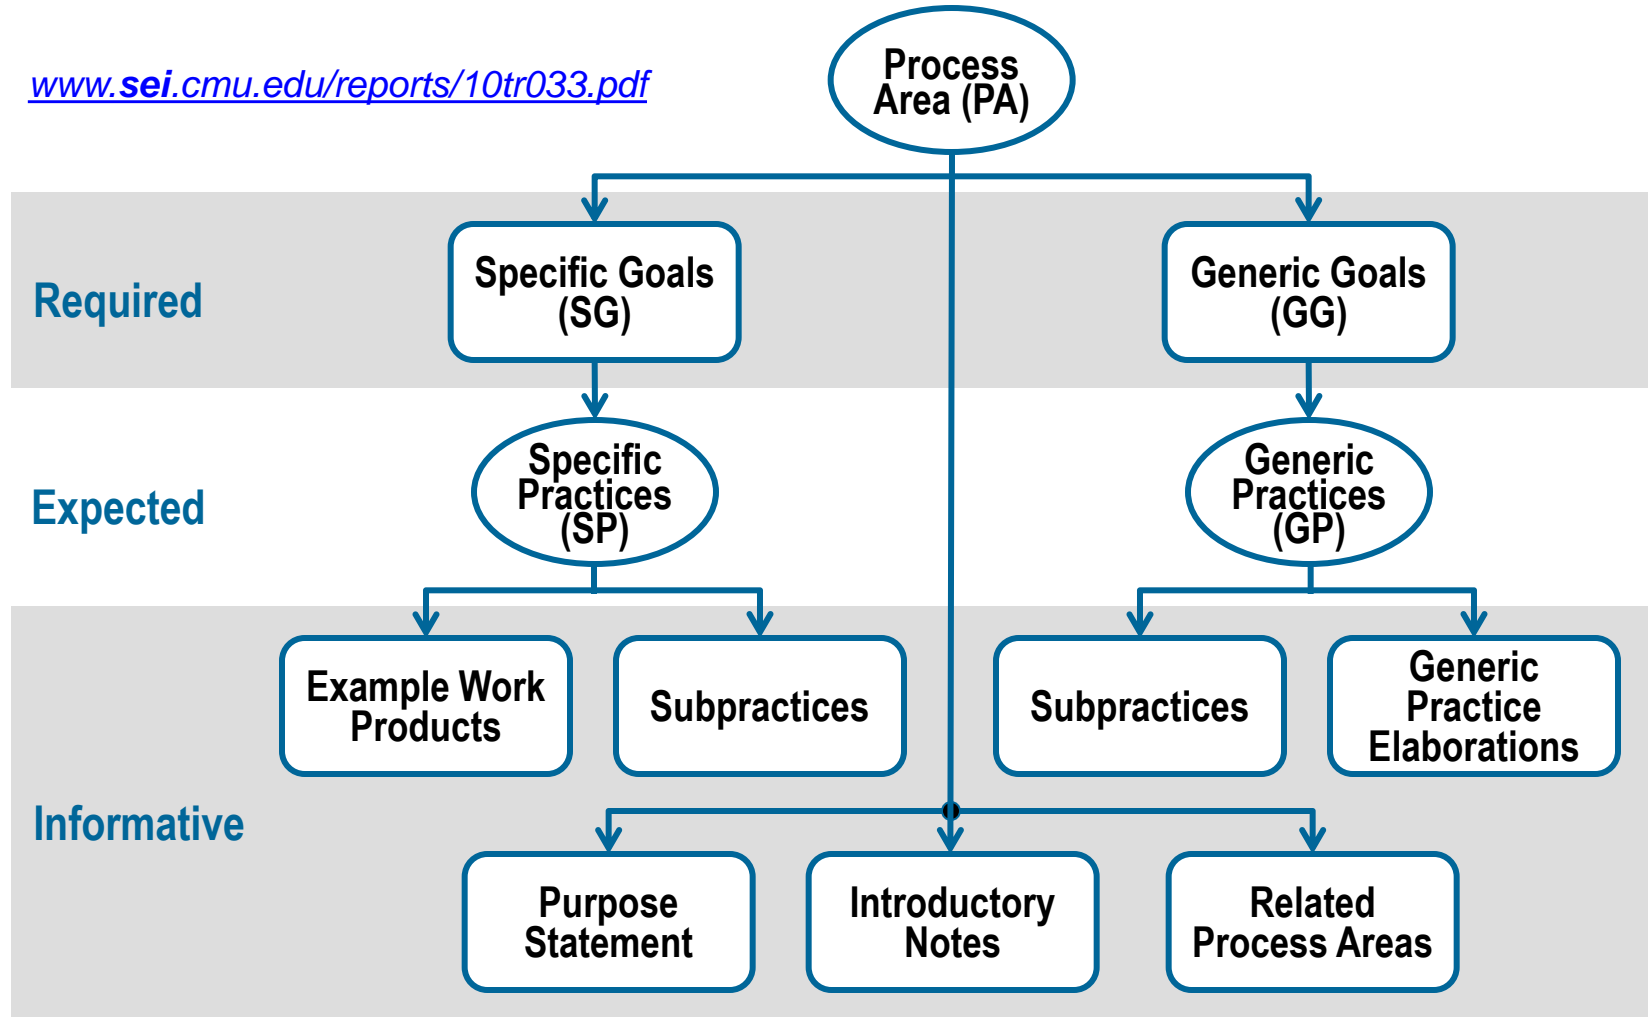 www.sei.cmu.edu/reports/10tr033.pdf
Process
Area (PA)
Required
Specific Goals
(SG)
Generic Goals
(GG)
Expected
Specific
Practices
(SP)
Generic
Practices
(GP)
Informative
Example Work
Products
Subpractices
Subpractices
Generic
Practice
Elaborations
Purpose
Statement
Introductory
Notes
Related
Process Areas